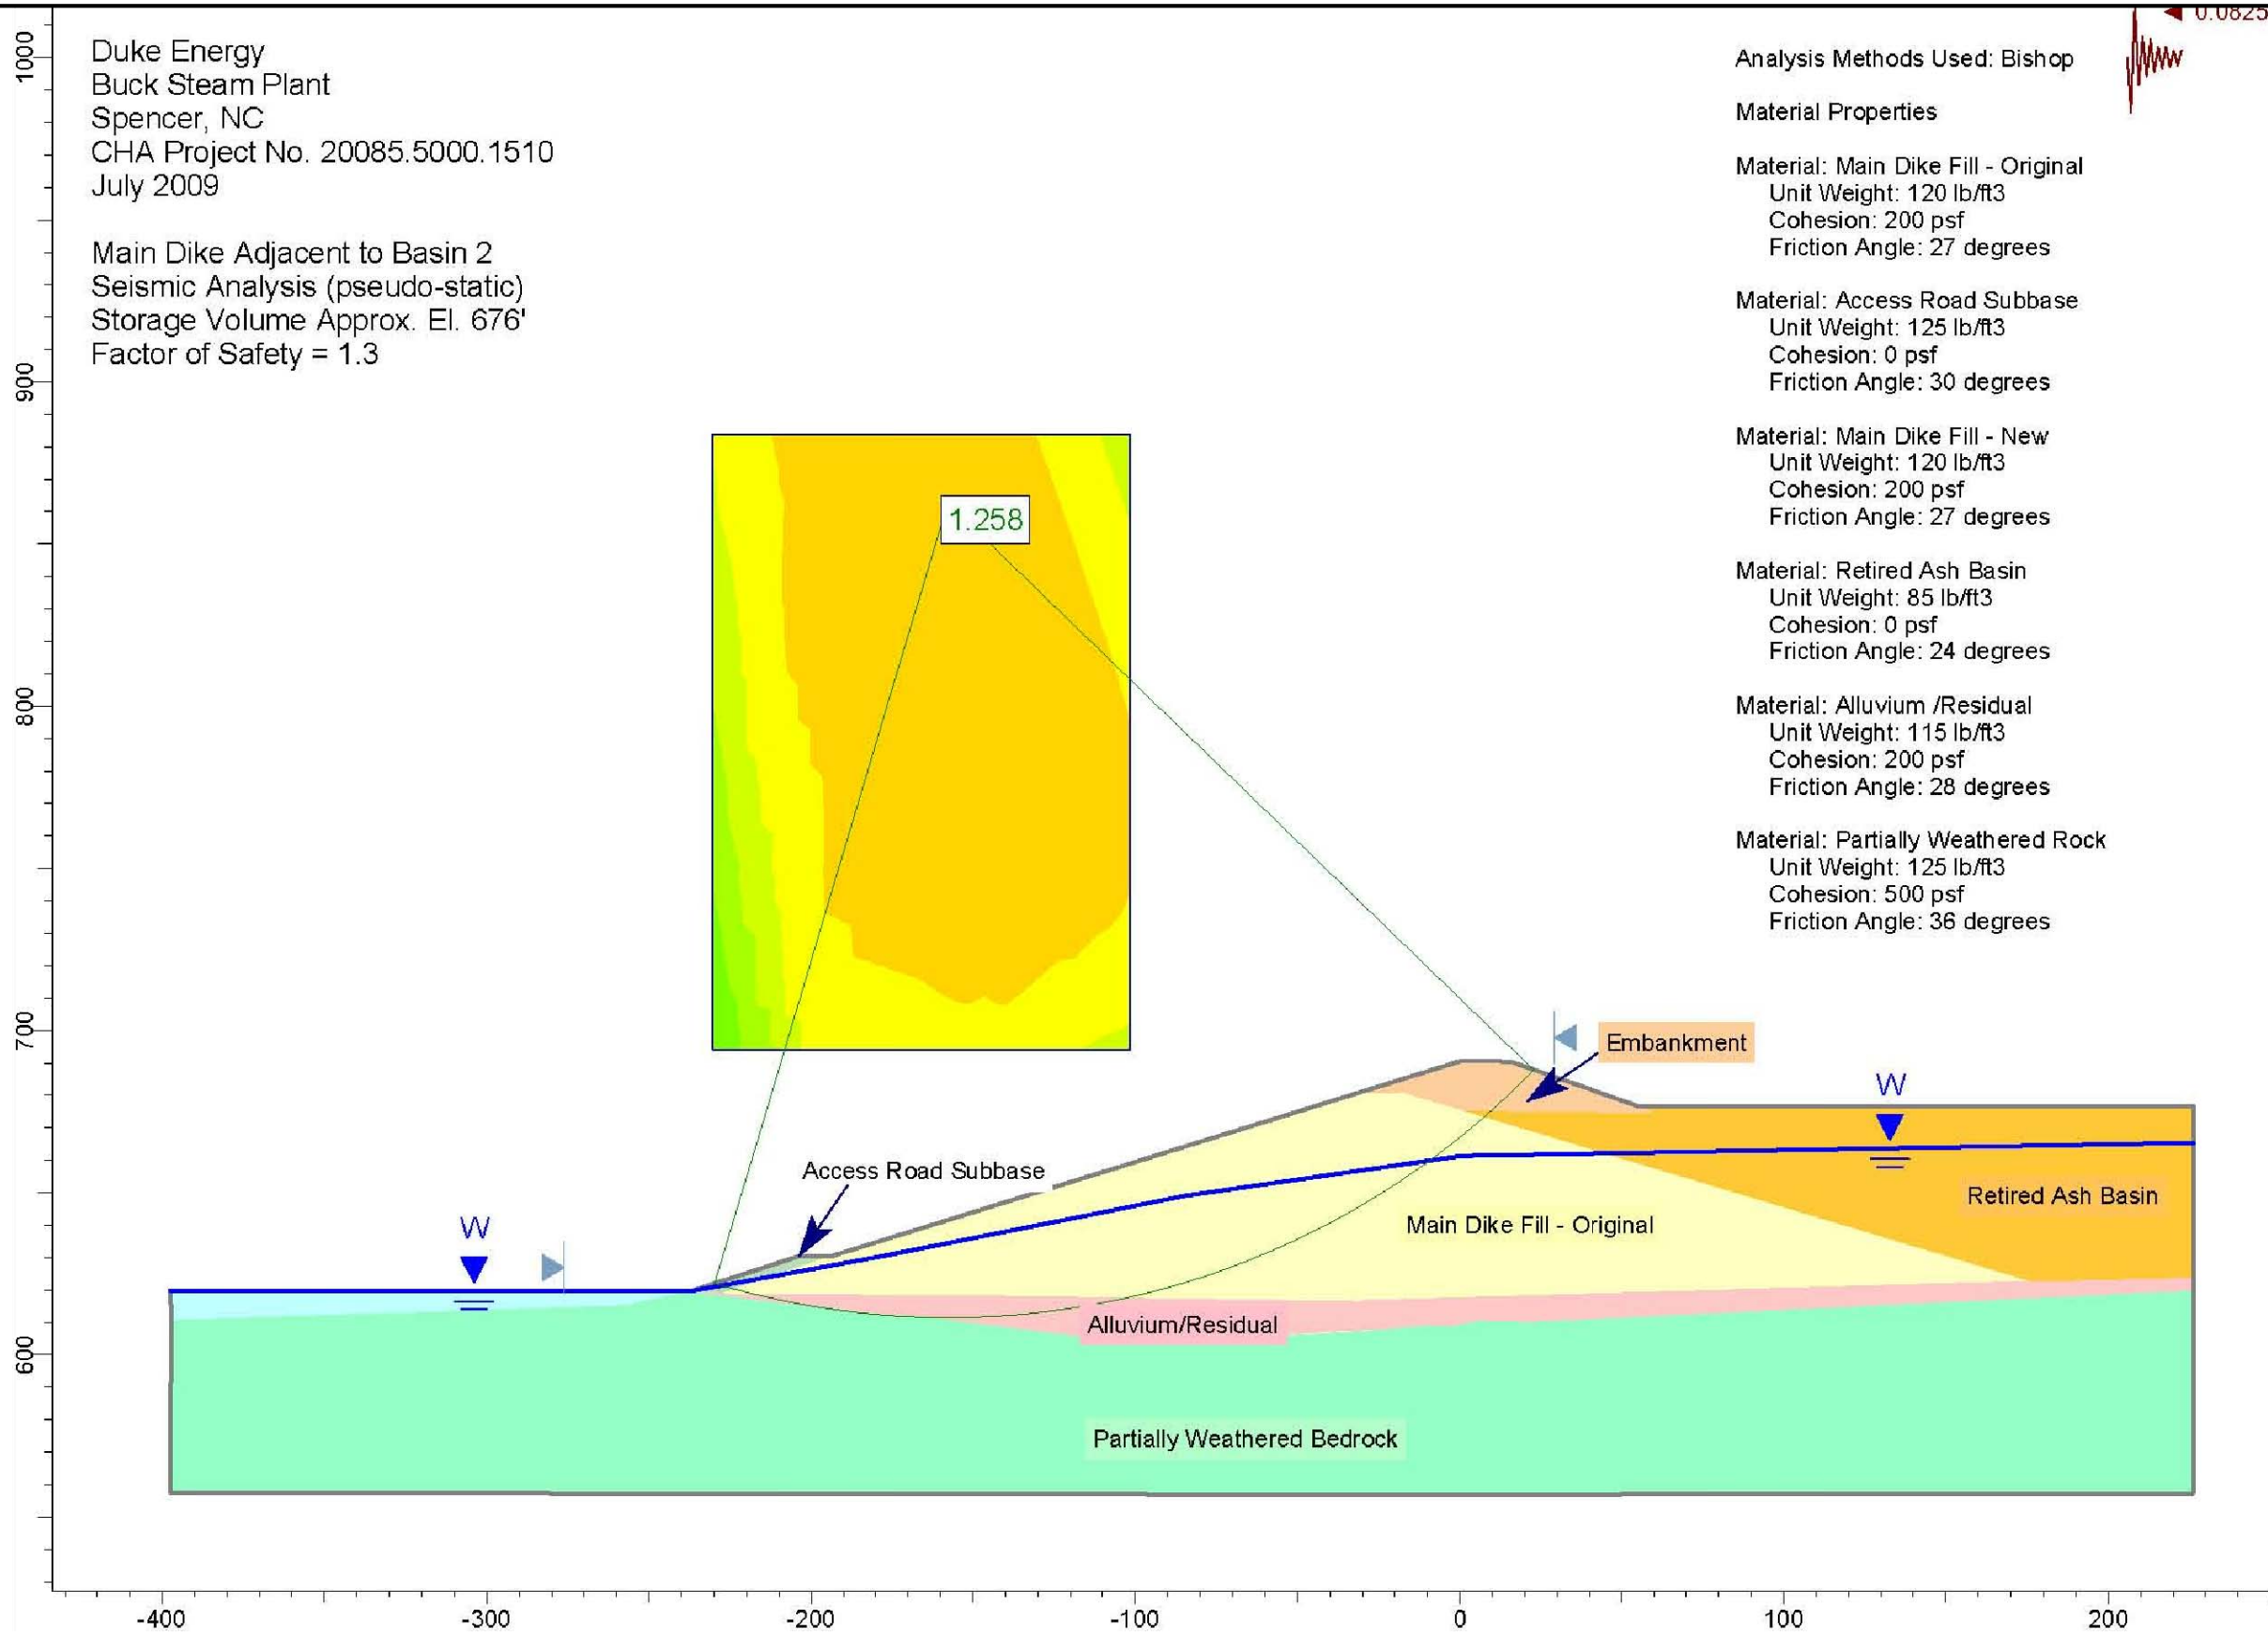 0.0825
Duke Energy
Buck Steam Plant
Spencer, NC
CHA Project No. 20085.5000.1510
July 2009
Main Dike Adjacent to Basin 2
Seismic Analysis (pseudo-static)
Storage Volume Approx. El. 676'
Factor of Safety = 1.3
Analysis Methods Used: Bishop
Material Properties
Material: Main Dike Fill - Original
Unit Weight: 120 lb/ft3
Cohesion: 200 psf
Friction Angle: 27 degrees
Material: Access Road Subbase
Unit Weight: 125 lb/ft3
Cohesion: 0 psf
Friction Angle: 30 degrees
Material: Main Dike Fill - New
Unit Weight: 120 lb/ft3
Cohesion: 200 psf
Friction Angle: 27 degrees
Material: Retired Ash Basin
Unit Weight: 85 lb/ft3
Cohesion: 0 psf
Friction Angle: 24 degrees
Material: Alluvium /Residual
Unit Weight: 115 lb/ft3
Cohesion: 200 psf
Friction Angle: 28 degrees
Material: Partially Weathered Rock
Unit Weight: 125 lb/ft3
Cohesion: 500 psf
Friction Angle: 36 degrees
1.258
Embankment
W
Access Road Subbase
Retired Ash Basin
W
Main Dike Fill - Original
Alluvium/Residual
Partially Weathered Bedrock
1000
900
800
700
600
-400 -300 -200 -100 0 100 200